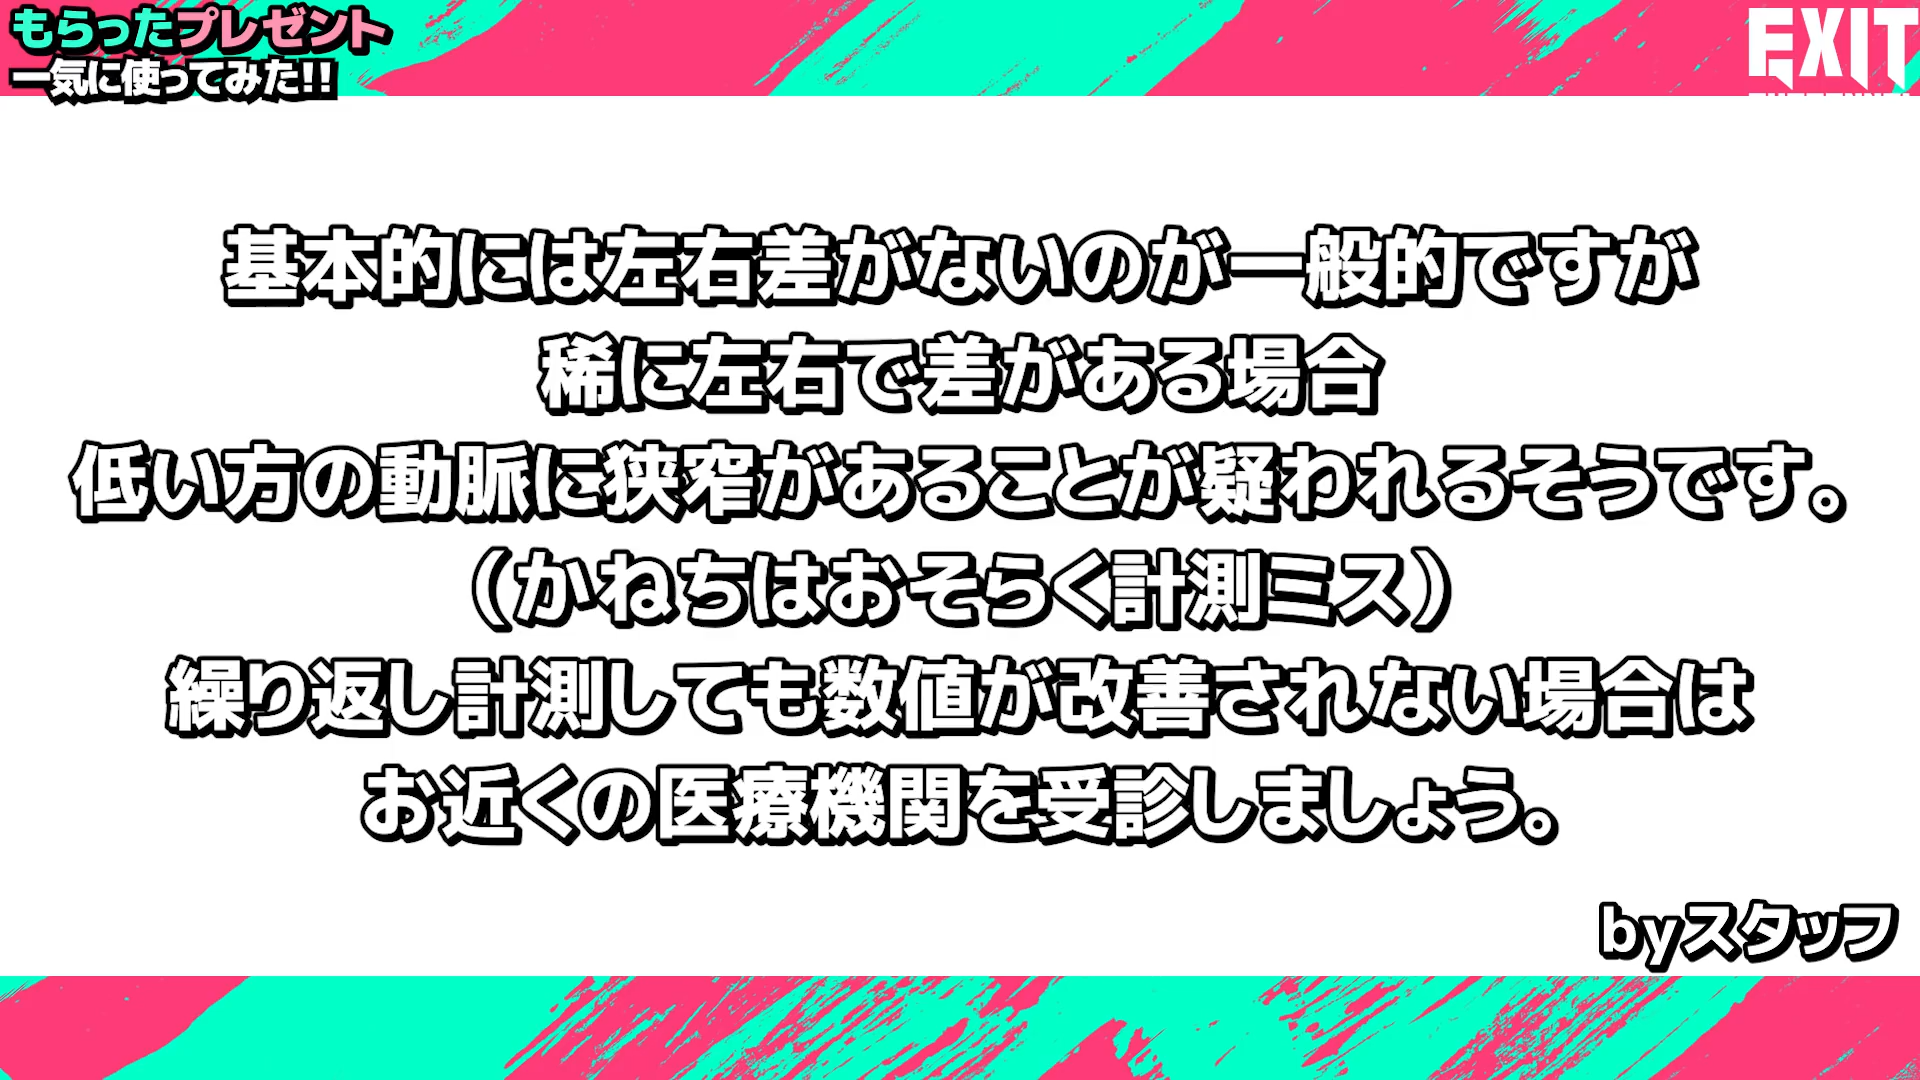 もらったプレゼント
一気に使ってみた!!
EXIT
基本的には左右差がないのが一般的ですが
稀に左右で差がある場合
低い方の動脈に狭窄があることが疑われるそうです。
（かねちはおそらく計測ミス）
繰り返し計測しても数値が改善されない場合は
お近くの医療機関を受診しましょう。
byスタッフ